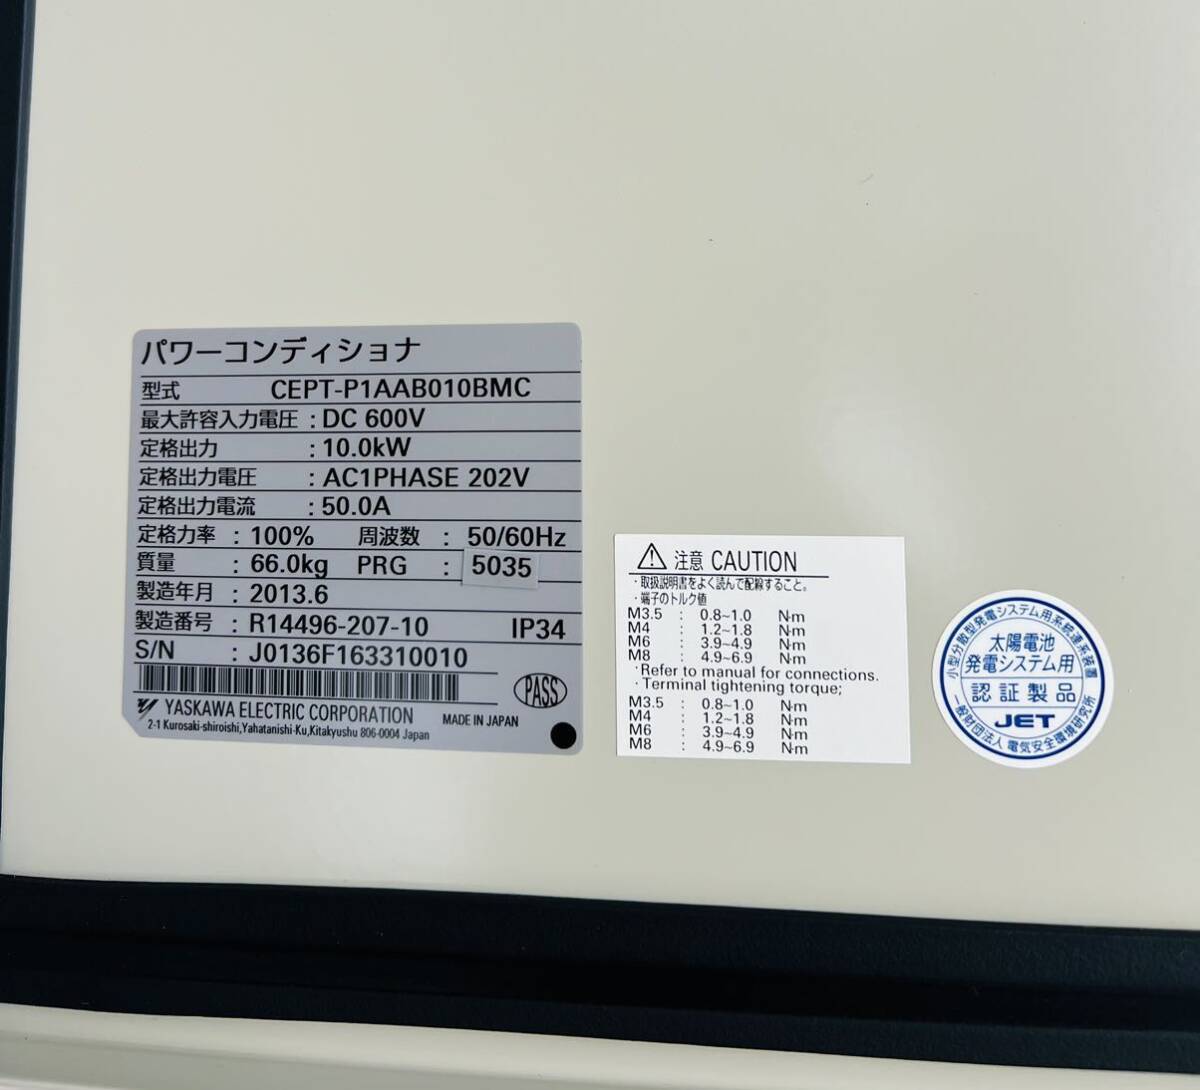 パワーコンディショナ
型式 CEPT-P1AAB010BMC
最大許容入力電圧 : DC 600V
定格出力 : 10.0kW
定格出力電圧 : AC1PHASE 202V
定格出力電流 : 50.0A
定格力率 : 100% 周波数 : 50/60Hz
質量 : 66.0kg PRG : 5035
製造年月 : 2013.6
製造番号 : R14496-207-10 IP34
S/N : J0136F163310010
PASS
YASKAWA ELECTRIC CORPORATION MADE IN JAPAN
2-1 Kurosaki-shiroishi,Yahatanishi-Ku,Kitakyushu 806-0004 Japan
注意 CAUTION
・取扱説明書をよく読んで配線すること。
・端子のトルク値
M3.5 : 0.8~1.0 N·m
M4 : 1.2~1.8 N·m
M6 : 3.9~4.9 N·m
M8 : 4.9~6.9 N·m
・Refer to manual for connections.
・Terminal tightening torque;
M3.5 : 0.8~1.0 N·m
M4 : 1.2~1.8 N·m
M6 : 3.9~4.9 N·m
M8 : 4.9~6.9 N·m
小型分散型発電システム用系統連系装置
太陽電池
発電システム用
認証製品
JET
一般財団法人 電気安全環境研究所